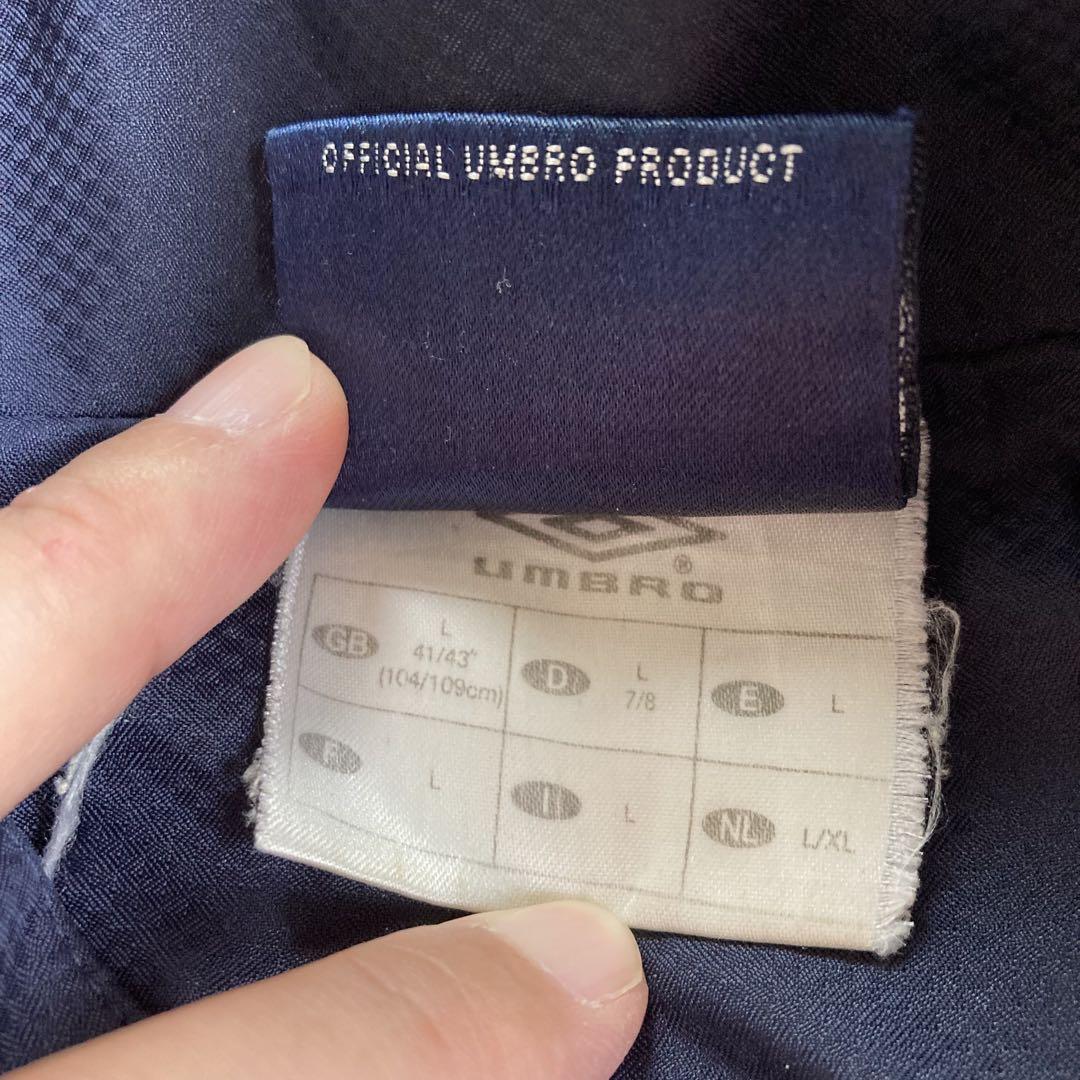 OFFICIAL UMBRO PRODUCT
UMBRO®
GB L 41/43"
(104/109cm)
D L
7/8
E L
F L
I L
NL L/XL